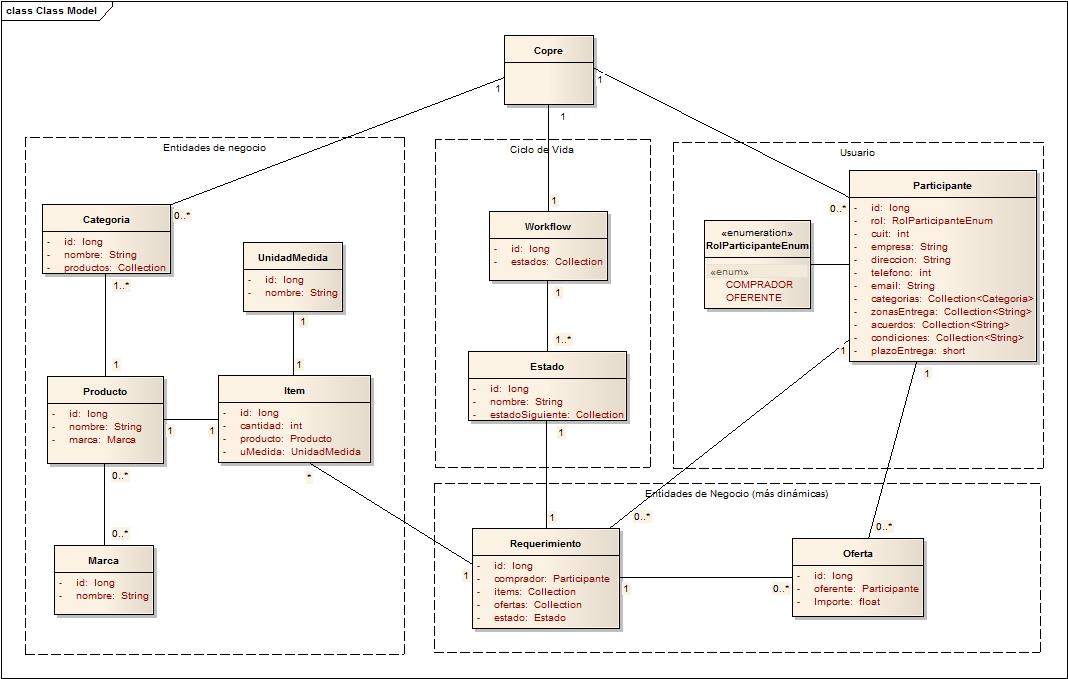 class Class Model
Copre
1
1
1
Entidades de negocio
Ciclo de Vida
Usuario
Categoria
- id: long
- nombre: String
- productos: Collection
0..*
1..*
UnidadMedida
- id: long
- nombre: String
1
1
1
Producto
- id: long
- nombre: String
- marca: Marca
1
1
Item
- id: long
- cantidad: int
- producto: Producto
- uMedida: UnidadMedida
*
0..*
0..*
Marca
- id: long
- nombre: String
1
Workflow
- id: long
- estados: Collection
1
1..*
Estado
- id: long
- nombre: String
- estadoSiguiente: Collection
1
«enumeration»
RolParticipanteEnum
«enum»
COMPRADOR
OFERENTE
0..*
Participante
- id: long
- rol: RolParticipanteEnum
- cuit: int
- empresa: String
- direccion: String
- telefono: int
- email: String
- categorias: Collection<Categoria>
- zonasEntrega: Collection<String>
- acuerdos: Collection<String>
- condiciones: Collection<String>
- plazoEntrega: short
1
1
Entidades de Negocio (más dinámicas)
1
0..*
0..*
Requerimiento
- id: long
- comprador: Participante
- items: Collection
- ofertas: Collection
- estado: Estado
1
1
0..*
Oferta
- id: long
- oferente: Participante
- Importe: float